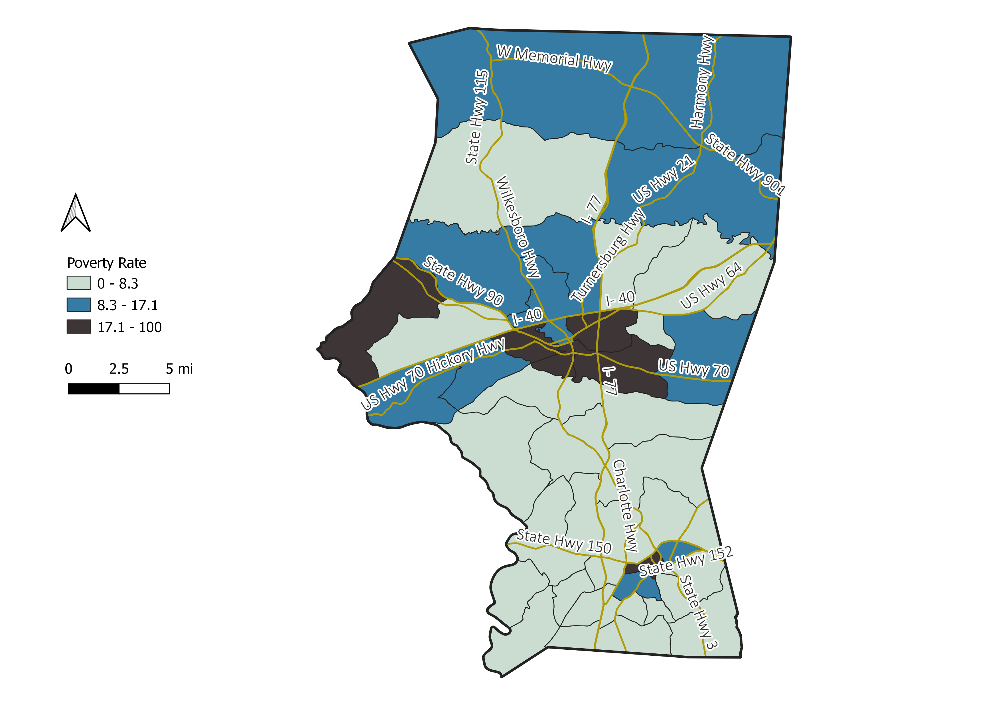 W Memorial Hwy
Harmony Hwy
State Hwy 115
State Hwy 901
US Hwy 21
Wilkesboro Hwy
I- 77
Turnersburg Hwy
State Hwy 90
US Hwy 64
I- 40
I- 40
Poverty Rate
0 - 8.3
8.3 - 17.1
17.1 - 100
0 2.5 5 mi
US Hwy 70 Hickory Hwy
US Hwy 70
I- 77
Charlotte Hwy
State Hwy 150
State Hwy 152
State Hwy 3